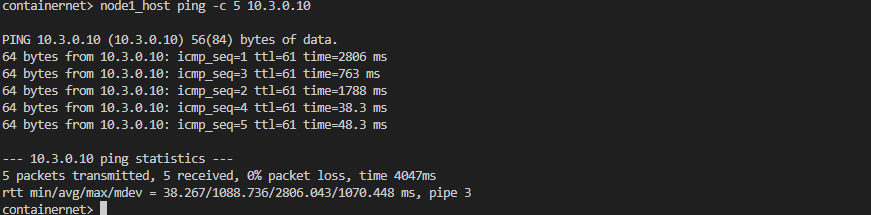 containernet> node1_host ping -c 5 10.3.0.10
PING 10.3.0.10 (10.3.0.10) 56(84) bytes of data.
64 bytes from 10.3.0.10: icmp_seq=1 ttl=61 time=2806 ms
64 bytes from 10.3.0.10: icmp_seq=3 ttl=61 time=763 ms
64 bytes from 10.3.0.10: icmp_seq=2 ttl=61 time=1788 ms
64 bytes from 10.3.0.10: icmp_seq=4 ttl=61 time=38.3 ms
64 bytes from 10.3.0.10: icmp_seq=5 ttl=61 time=48.3 ms
--- 10.3.0.10 ping statistics ---
5 packets transmitted, 5 received, 0% packet loss, time 4047ms
rtt min/avg/max/mdev = 38.267/1088.736/2806.043/1070.448 ms, pipe 3
containernet>